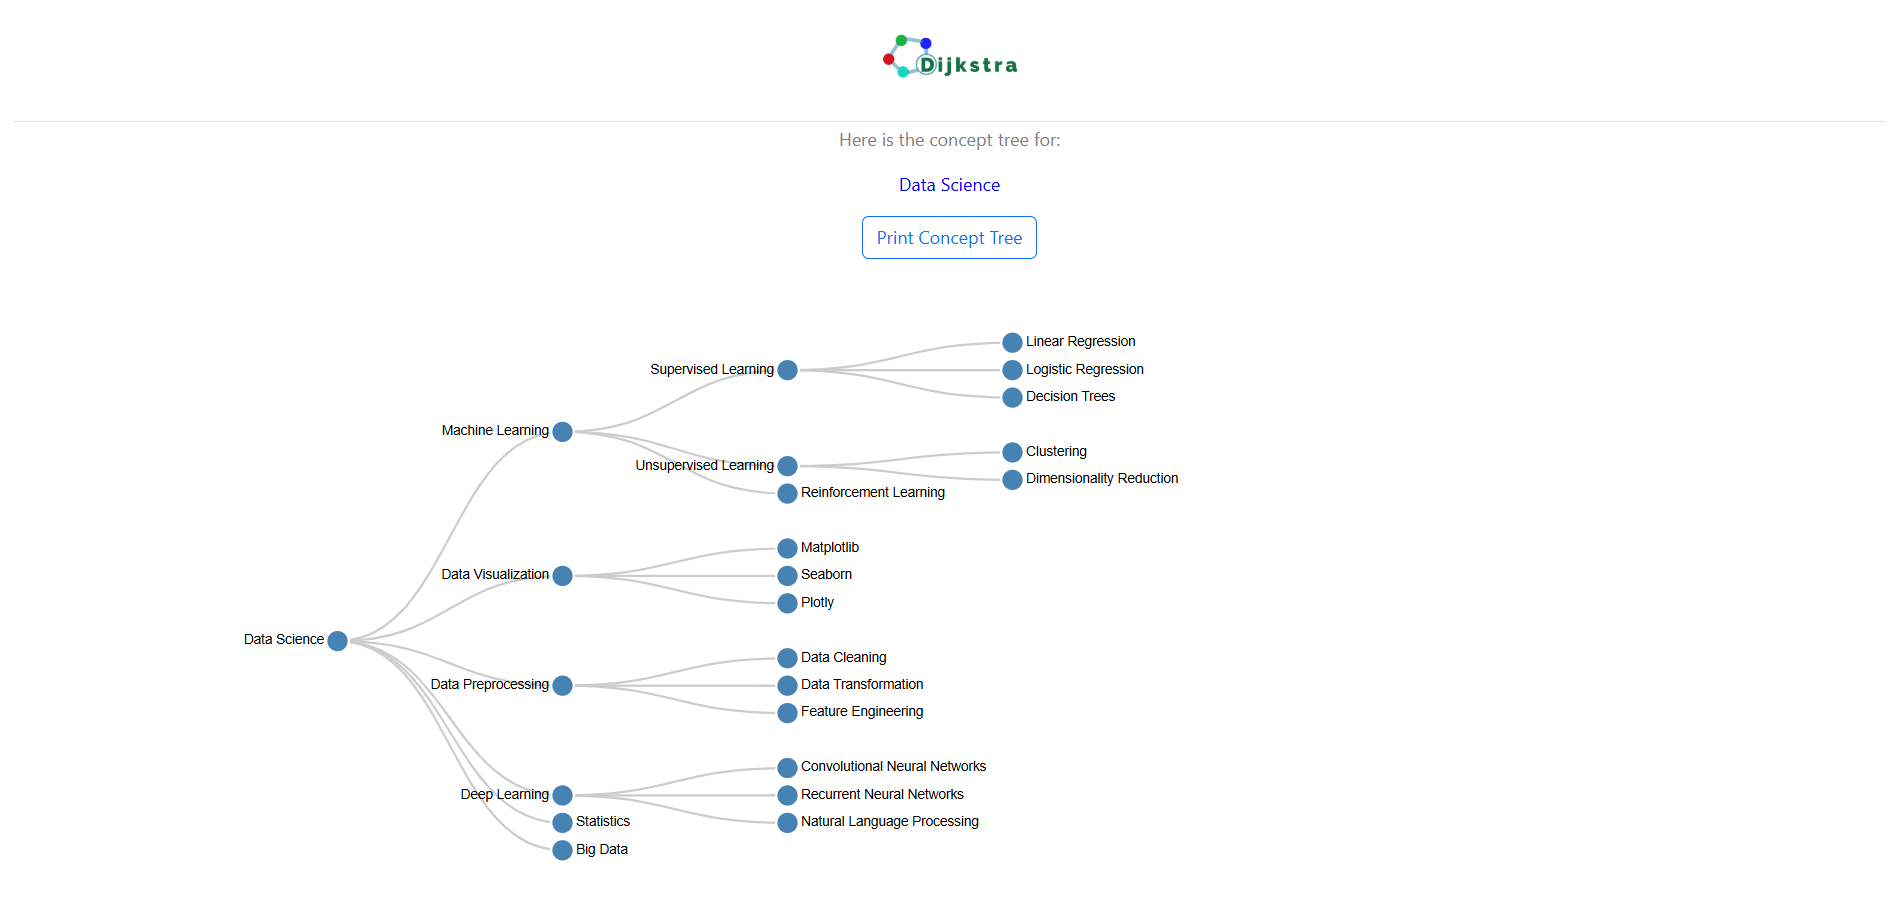 Dijkstra
Here is the concept tree for:
Data Science
Print Concept Tree
Linear Regression
Supervised Learning
Logistic Regression
Decision Trees
Machine Learning
Clustering
Unsupervised Learning
Dimensionality Reduction
Reinforcement Learning
Matplotlib
Data Visualization
Seaborn
Plotly
Data Science
Data Cleaning
Data Preprocessing
Data Transformation
Feature Engineering
Convolutional Neural Networks
Deep Learning
Recurrent Neural Networks
Statistics
Natural Language Processing
Big Data